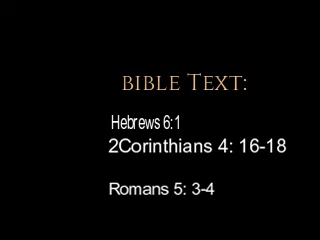 BIBLE TEXT:
Hebrews 6:1
2Corinthians 4: 16-18
Romans 5: 3-4